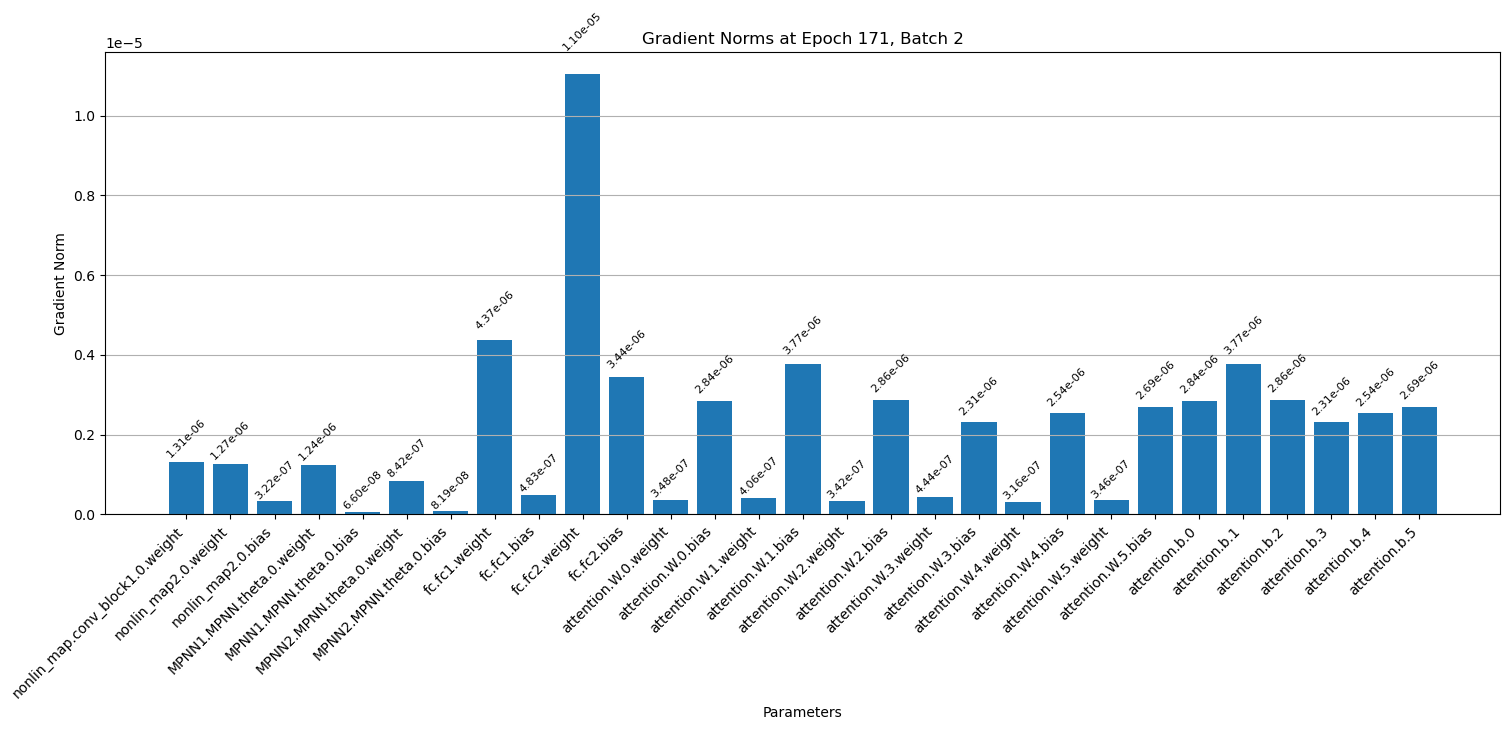 Gradient Norms at Epoch 171, Batch 2
1e−5
1.0
0.8
0.6
0.4
0.2
0.0
Gradient Norm
1.31e-06
1.27e-06
3.22e-07
1.24e-06
6.60e-08
8.42e-07
8.19e-08
4.37e-06
4.83e-07
1.10e-05
3.44e-06
3.48e-07
2.84e-06
4.06e-07
3.77e-06
3.42e-07
2.86e-06
4.44e-07
2.31e-06
3.16e-07
2.54e-06
3.46e-07
2.69e-06
2.84e-06
3.77e-06
2.86e-06
2.31e-06
2.54e-06
2.69e-06
nonlin_map.conv_block1.0.weight
nonlin_map2.0.weight
nonlin_map2.0.bias
MPNN1.MPNN.theta.0.weight
MPNN1.MPNN.theta.0.bias
MPNN2.MPNN.theta.0.weight
MPNN2.MPNN.theta.0.bias
fc.fc1.weight
fc.fc1.bias
fc.fc2.weight
fc.fc2.bias
attention.W.0.weight
attention.W.0.bias
attention.W.1.weight
attention.W.1.bias
attention.W.2.weight
attention.W.2.bias
attention.W.3.weight
attention.W.3.bias
attention.W.4.weight
attention.W.4.bias
attention.W.5.weight
attention.W.5.bias
attention.b.0
attention.b.1
attention.b.2
attention.b.3
attention.b.4
attention.b.5
Parameters